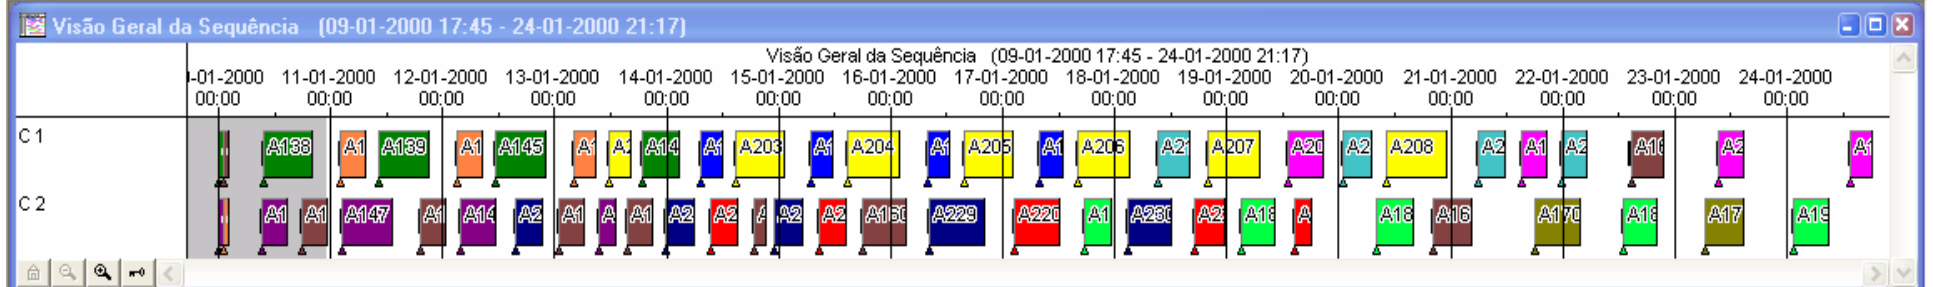 Visão Geral da Sequência (09-01-2000 17:45 - 24-01-2000 21:17)
Visão Geral da Sequência (09-01-2000 17:45 - 24-01-2000 21:17)
-01-2000 11-01-2000 12-01-2000 13-01-2000 14-01-2000 15-01-2000 16-01-2000 17-01-2000 18-01-2000 19-01-2000 20-01-2000 21-01-2000 22-01-2000 23-01-2000 24-01-2000
00:00 00:00 00:00 00:00 00:00 00:00 00:00 00:00 00:00 00:00 00:00 00:00 00:00 00:00 00:00
C 1 A138 A1 A139 A1 A145 A1 A2 A14 A1 A203 A1 A204 A1 A205 A1 A206 A21 A207 A20 A2 A208 A2 A1 A2 A16 A2 A1
C 2 A1 A1 A147 A1 A14 A2 A1 A A1 A2 A2 A A2 A2 A160 A229 A220 A1 A230 A22 A18 A A18 A16 A170 A18 A17 A19